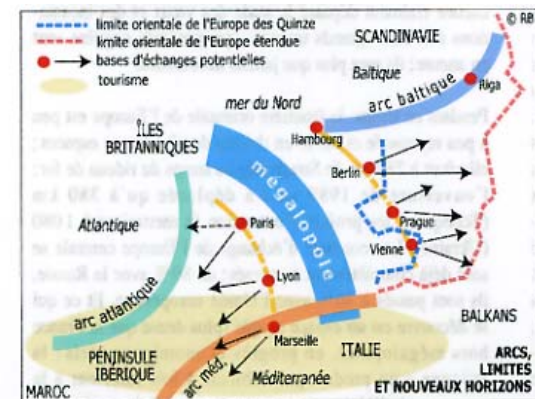 limite orientale de l'Europe des Quinze
limite orientale de l'Europe étendue
bases d'échanges potentielles
tourisme
© RB
SCANDINAVIE
Baltique
Riga
arc baltique
mer du Nord
Hambourg
ÎLES
BRITANNIQUES
Berlin
mégalopole
Atlantique
Paris
Prague
Vienne
Lyon
arc atlantique
BALKANS
Marseille
ITALIE
PÉNINSULE
IBÉRIQUE
arc méd.
Méditerranée
MAROC
ARCS,
LIMITES
ET NOUVEAUX HORIZONS